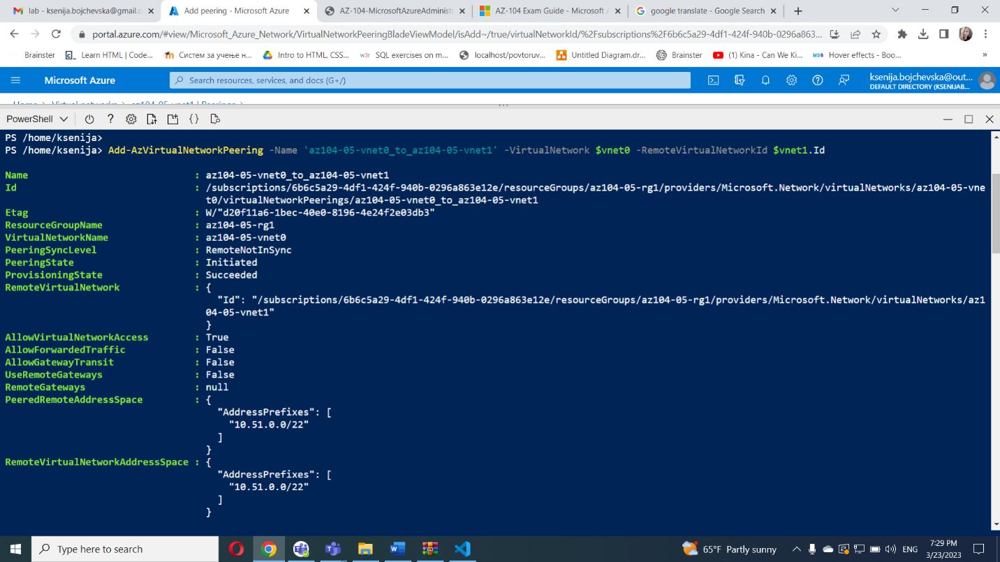 lab - ksenija.bojchevska@gmail.c
Add peering - Microsoft Azure
AZ-104-MicrosoftAzureAdminist
AZ-104 Exam Guide - Microsoft A
google translate - Google Search
portal.azure.com/#view/Microsoft_Azure_Network/VirtualNetworkPeeringBladeViewModel/isAdd~/true/virtualNetworkId/%2Fsubscriptions%2F6b6c5a29-4df1-424f-940b-0296a863...
Brainster
Learn HTML | Code...
Систем за учење н...
Intro to HTML, CSS...
SQL exercises on m...
localhost/povtoruv...
Untitled Diagram.dr...
Brainster
(1) Kina - Can We Ki...
Hover effects - Boo...
Microsoft Azure
Search resources, services, and docs (G+/)
ksenija.bojchevska@out...
DEFAULT DIRECTORY (KSENIJAB...
PowerShell
PS /home/ksenija>
PS /home/ksenija> Add-AzVirtualNetworkPeering -Name 'az104-05-vnet0_to_az104-05-vnet1' -VirtualNetwork $vnet0 -RemoteVirtualNetworkId $vnet1.Id
Name : az104-05-vnet0_to_az104-05-vnet1
Id : /subscriptions/6b6c5a29-4df1-424f-940b-0296a863e12e/resourceGroups/az104-05-rg1/providers/Microsoft.Network/virtualNetworks/az104-05-vne
t0/virtualNetworkPeerings/az104-05-vnet0_to_az104-05-vnet1
Etag : W/"d20f11a6-1bec-40e0-8196-4e24f2e03db3"
ResourceGroupName : az104-05-rg1
VirtualNetworkName : az104-05-vnet0
PeeringSyncLevel : RemoteNotInSync
PeeringState : Initiated
ProvisioningState : Succeeded
RemoteVirtualNetwork : {
"Id": "/subscriptions/6b6c5a29-4df1-424f-940b-0296a863e12e/resourceGroups/az104-05-rg1/providers/Microsoft.Network/virtualNetworks/az1
04-05-vnet1"
}
AllowVirtualNetworkAccess : True
AllowForwardedTraffic : False
AllowGatewayTransit : False
UseRemoteGateways : False
RemoteGateways : null
PeeredRemoteAddressSpace : {
"AddressPrefixes": [
"10.51.0.0/22"
]
}
RemoteVirtualNetworkAddressSpace : {
"AddressPrefixes": [
"10.51.0.0/22"
]
}
Type here to search
65°F Partly sunny
ENG
7:29 PM
3/23/2023